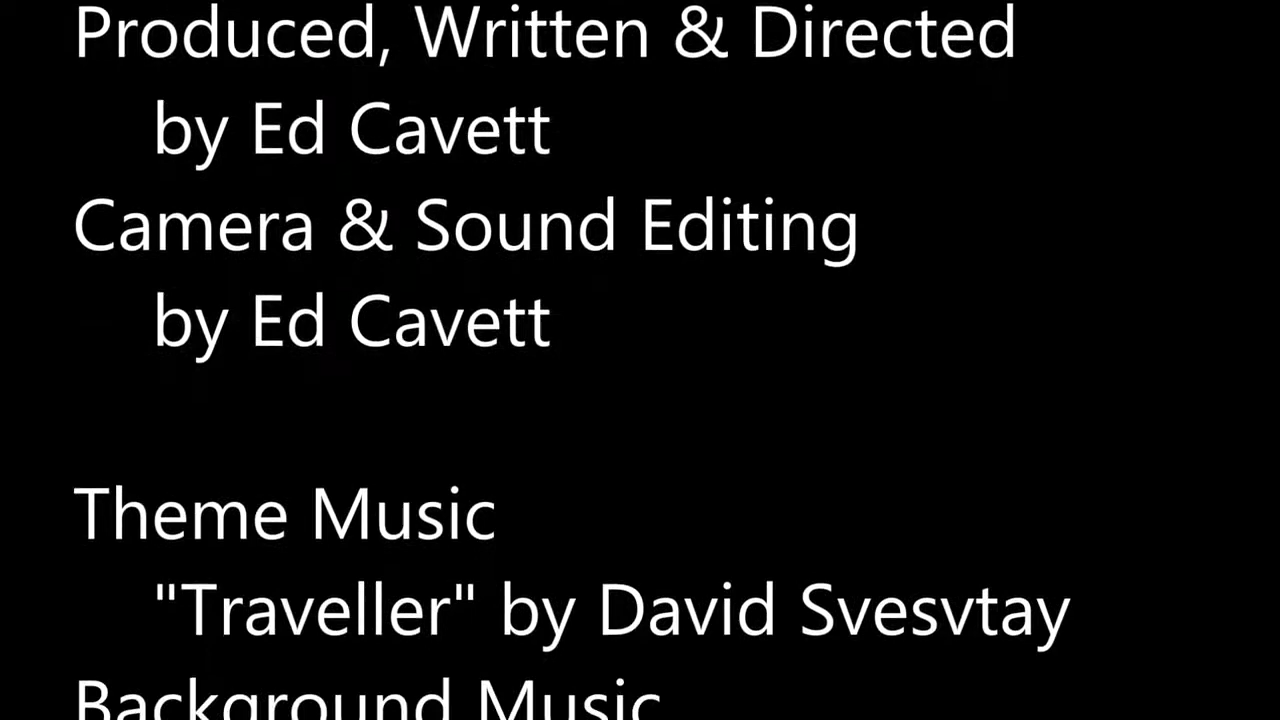 Produced, Written & Directed
by Ed Cavett
Camera & Sound Editing
by Ed Cavett
Theme Music
"Traveller" by David Svesvtay
Background Music